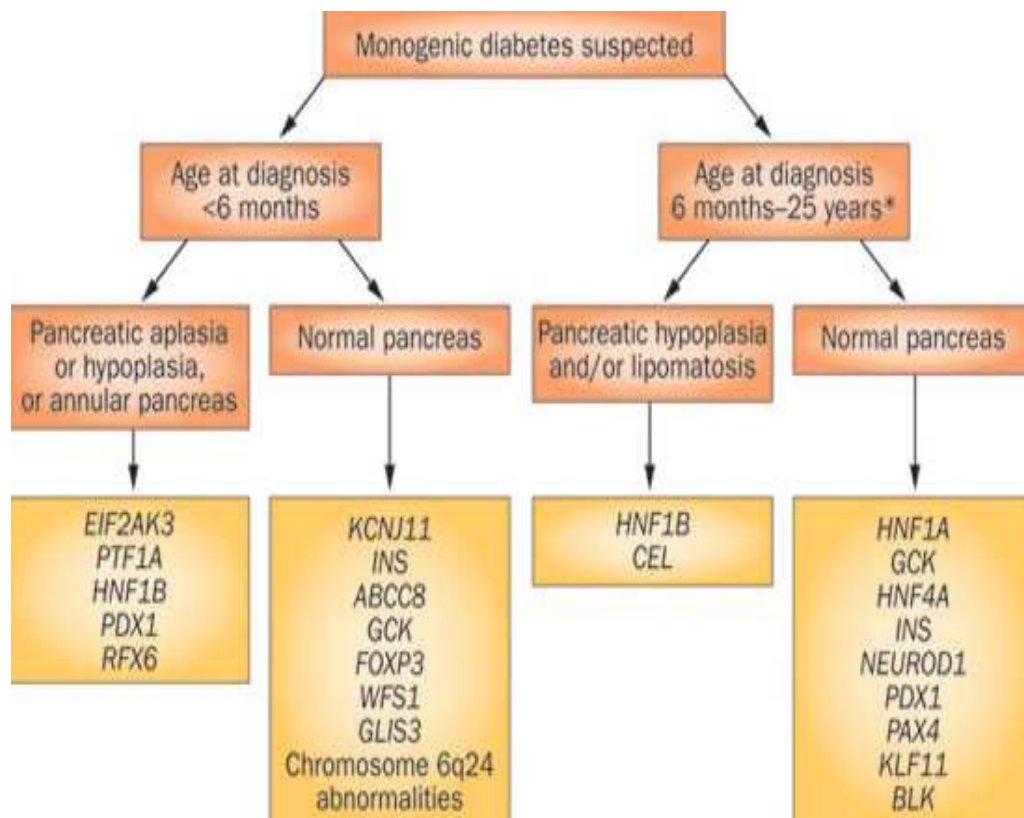 Monogenic diabetes suspected
Age at diagnosis
<6 months
Age at diagnosis
6 months–25 years*
Pancreatic aplasia
or hypoplasia,
or annular pancreas
Normal pancreas
Pancreatic hypoplasia
and/or lipomatosis
Normal pancreas
EIF2AK3
PTF1A
HNF1B
PDX1
RFX6
KCNJ11
INS
ABCC8
GCK
FOXP3
WFS1
GLIS3
Chromosome 6q24
abnormalities
HNF1B
CEL
HNF1A
GCK
HNF4A
INS
NEUROD1
PDX1
PAX4
KLF11
BLK